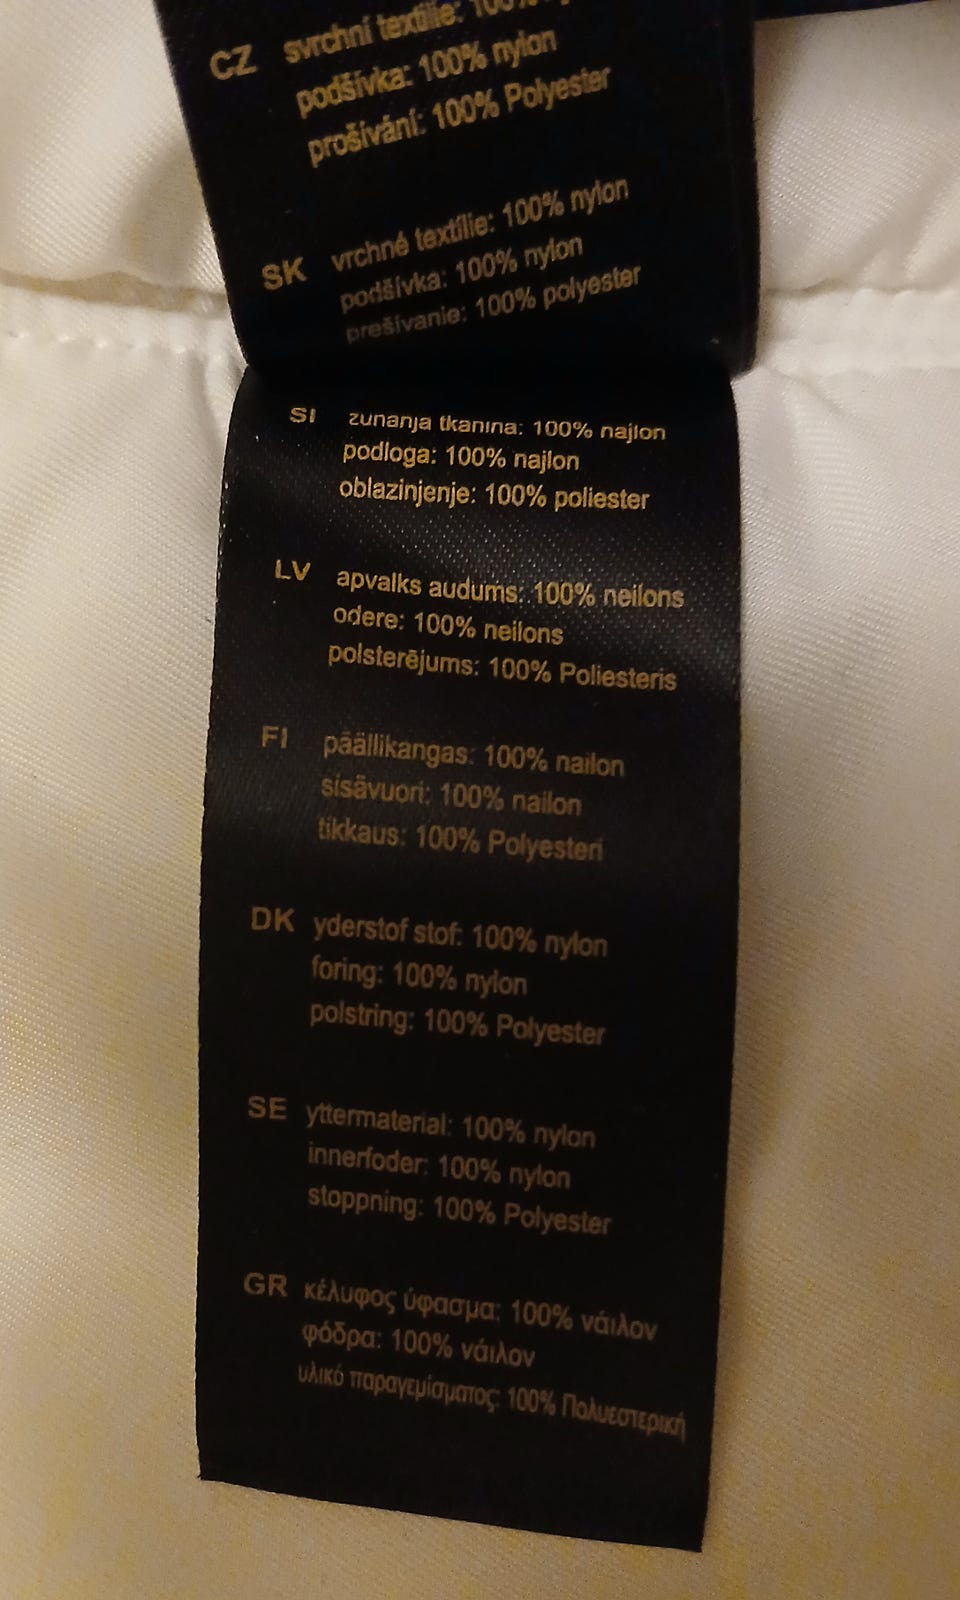 CZ svrchní textilie: 100%
podšívka: 100% nylon
prošívání: 100% Polyester
SK vrchné textílie: 100% nylon
podšívka: 100% nylon
prešívanie: 100% polyester
SI zunanja tkanina: 100% najlon
podloga: 100% najlon
oblazinjenje: 100% poliester
LV apvalks audums: 100% neilons
odere: 100% neilons
polsterējums: 100% Poliesteris
FI päällikangas: 100% nailon
sisävuori: 100% nailon
tikkaus: 100% Polyesteri
DK yderstof stof: 100% nylon
foring: 100% nylon
polstring: 100% Polyester
SE yttermaterial: 100% nylon
innerfoder: 100% nylon
stoppning: 100% Polyester
GR κέλυφος ύφασμα: 100% νάιλον
φόδρα: 100% νάιλον
υλικό παραγεμίσματος: 100% Πολυεστερική